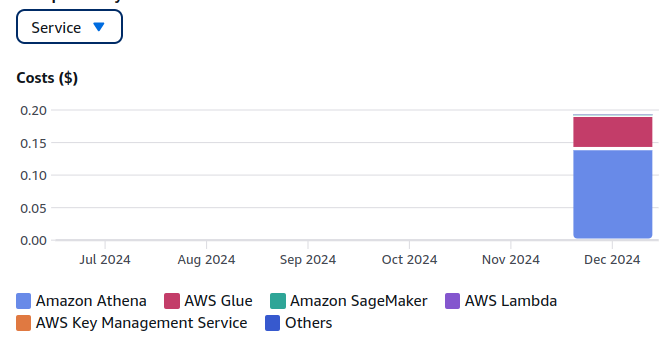 Service
Costs ($)
0.20
0.15
0.10
0.05
0.00
Jul 2024 Aug 2024 Sep 2024 Oct 2024 Nov 2024 Dec 2024
Amazon Athena AWS Glue Amazon SageMaker AWS Lambda
AWS Key Management Service Others